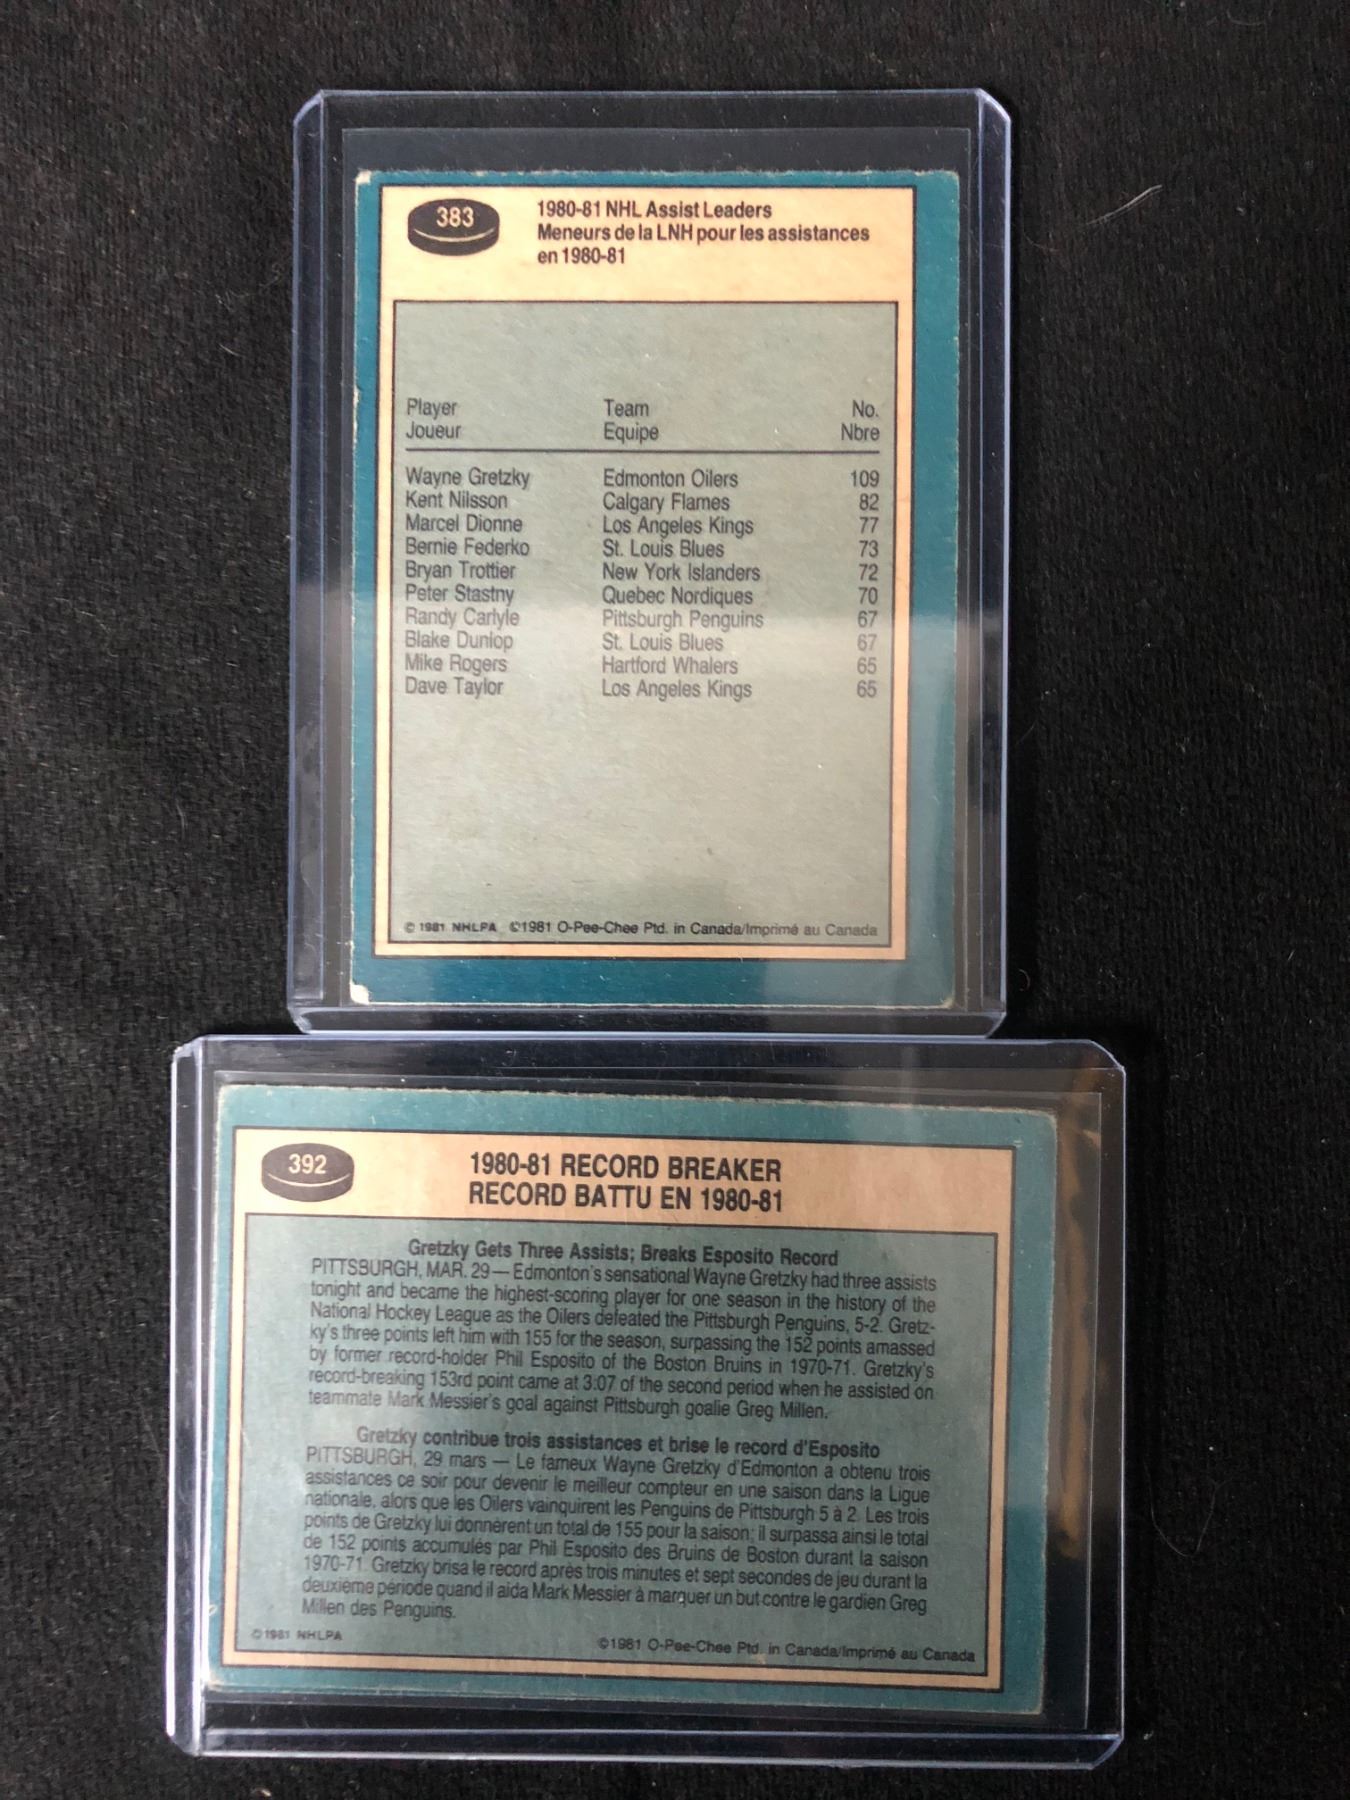 383
1980-81 NHL Assist Leaders
Meneurs de la LNH pour les assistances
en 1980-81
Player Team No.
Joueur Equipe Nbre
Wayne Gretzky Edmonton Oilers 109
Kent Nilsson Calgary Flames 82
Marcel Dionne Los Angeles Kings 77
Bernie Federko St. Louis Blues 73
Bryan Trottier New York Islanders 72
Peter Stastny Quebec Nordiques 70
Randy Carlyle Pittsburgh Penguins 67
Blake Dunlop St. Louis Blues 67
Mike Rogers Hartford Whalers 65
Dave Taylor Los Angeles Kings 65
© 1981 NHLPA ©1981 O-Pee-Chee Ptd. in Canada/Imprimé au Canada
392
1980-81 RECORD BREAKER
RECORD BATTU EN 1980-81
Gretzky Gets Three Assists; Breaks Esposito Record
PITTSBURGH, MAR. 29 — Edmonton's sensational Wayne Gretzky had three assists
tonight and became the highest-scoring player for one season in the history of the
National Hockey League as the Oilers defeated the Pittsburgh Penguins, 5-2. Gretz-
ky's three points left him with 155 for the season, surpassing the 152 points amassed
by former record-holder Phil Esposito of the Boston Bruins in 1970-71. Gretzky's
record-breaking 153rd point came at 3:07 of the second period when he assisted on
teammate Mark Messier's goal against Pittsburgh goalie Greg Millen.
Gretzky contribue trois assistances et brise le record d'Esposito
PITTSBURGH, 29 mars — Le fameux Wayne Gretzky d'Edmonton a obtenu trois
assistances ce soir pour devenir le meilleur compteur en une saison dans la Ligue
nationale, alors que les Oilers vainquirent les Penguins de Pittsburgh 5 à 2. Les trois
points de Gretzky lui donnèrent un total de 155 pour la saison; il surpassa ainsi le total
de 152 points accumulés par Phil Esposito des Bruins de Boston durant la saison
1970-71. Gretzky brisa le record après trois minutes et sept secondes de jeu durant la
deuxième période quand il aida Mark Messier à marquer un but contre le gardien Greg
Millen des Penguins.
©1981 NHLPA ©1981 O-Pee-Chee Ptd. in Canada/Imprimé au Canada